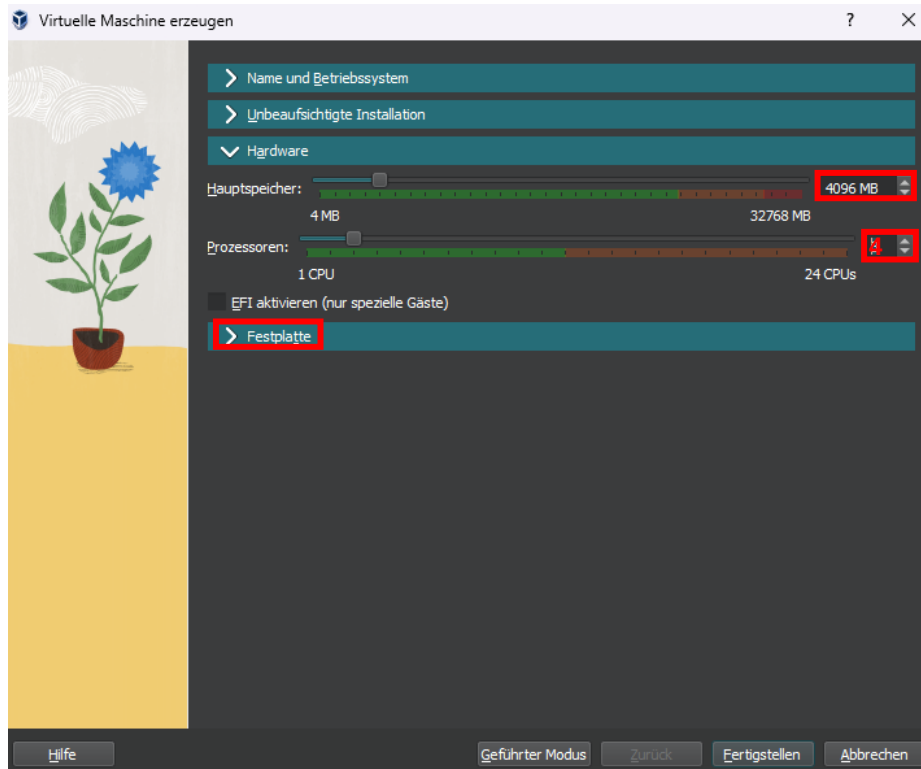 Virtuelle Maschine erzeugen
Name und Betriebssystem
Unbeaufsichtigte Installation
Hardware
Hauptspeicher: 4096 MB
4 MB 32768 MB
Prozessoren: 4
1 CPU 24 CPUs
EFI aktivieren (nur spezielle Gäste)
Festplatte
Hilfe Geführter Modus Zurück Fertigstellen Abbrechen